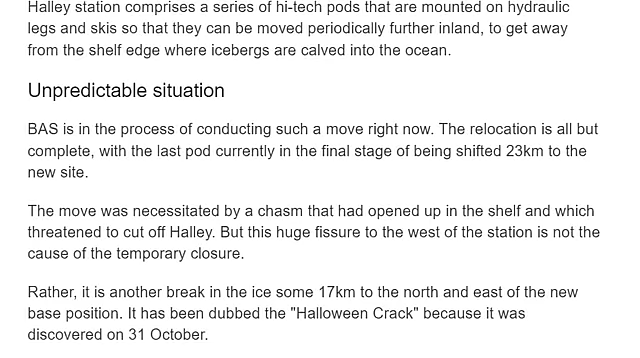 Halley station comprises a series of hi-tech pods that are mounted on hydraulic
legs and skis so that they can be moved periodically further inland, to get away
from the shelf edge where icebergs are calved into the ocean.
Unpredictable situation
BAS is in the process of conducting such a move right now. The relocation is all but
complete, with the last pod currently in the final stage of being shifted 23km to the
new site.
The move was necessitated by a chasm that had opened up in the shelf and which
threatened to cut off Halley. But this huge fissure to the west of the station is not the
cause of the temporary closure.
Rather, it is another break in the ice some 17km to the north and east of the new
base position. It has been dubbed the "Halloween Crack" because it was
discovered on 31 October.